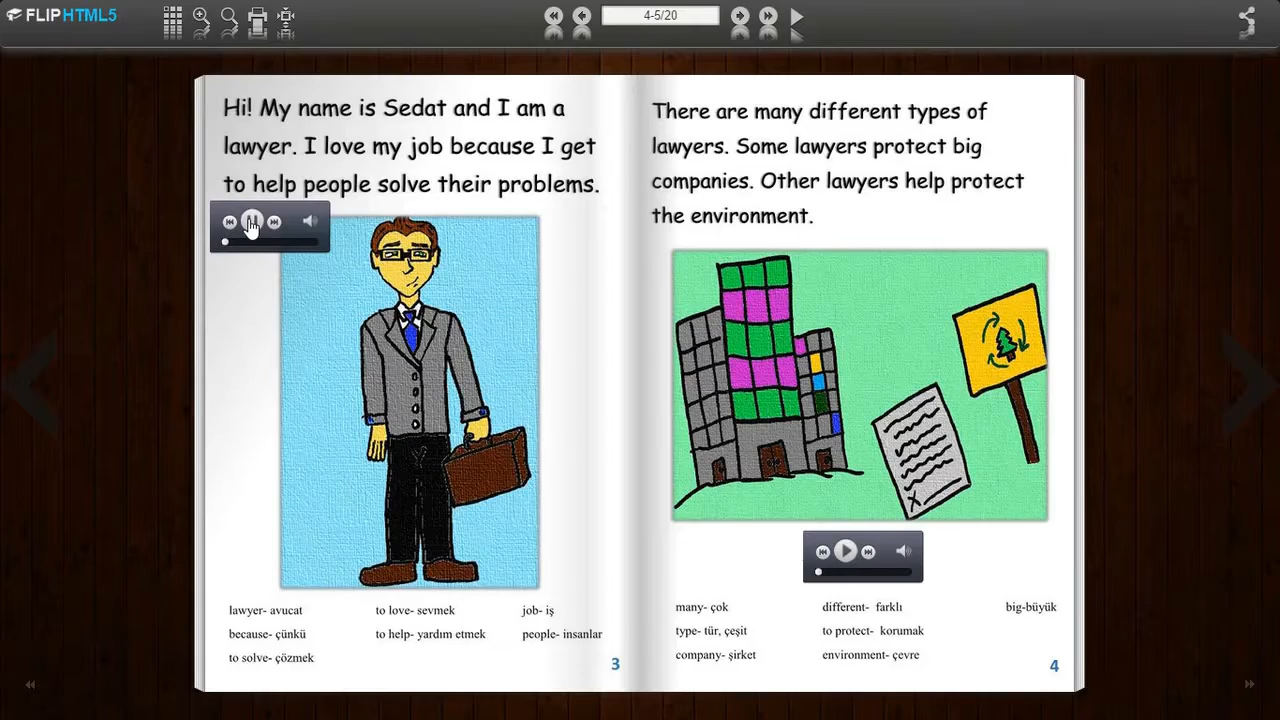 FLIPHTML5
4-5/20
Hi! My name is Sedat and I am a
lawyer. I love my job because I get
to help people solve their problems.
lawyer- avucat
to love- sevmek
job- iş
because- çünkü
to help- yardım etmek
people- insanlar
to solve- çözmek
3
There are many different types of
lawyers. Some lawyers protect big
companies. Other lawyers help protect
the environment.
X
many- çok
different- farklı
big-büyük
type- tür, çeşit
to protect- korumak
company- şirket
environment- çevre
4